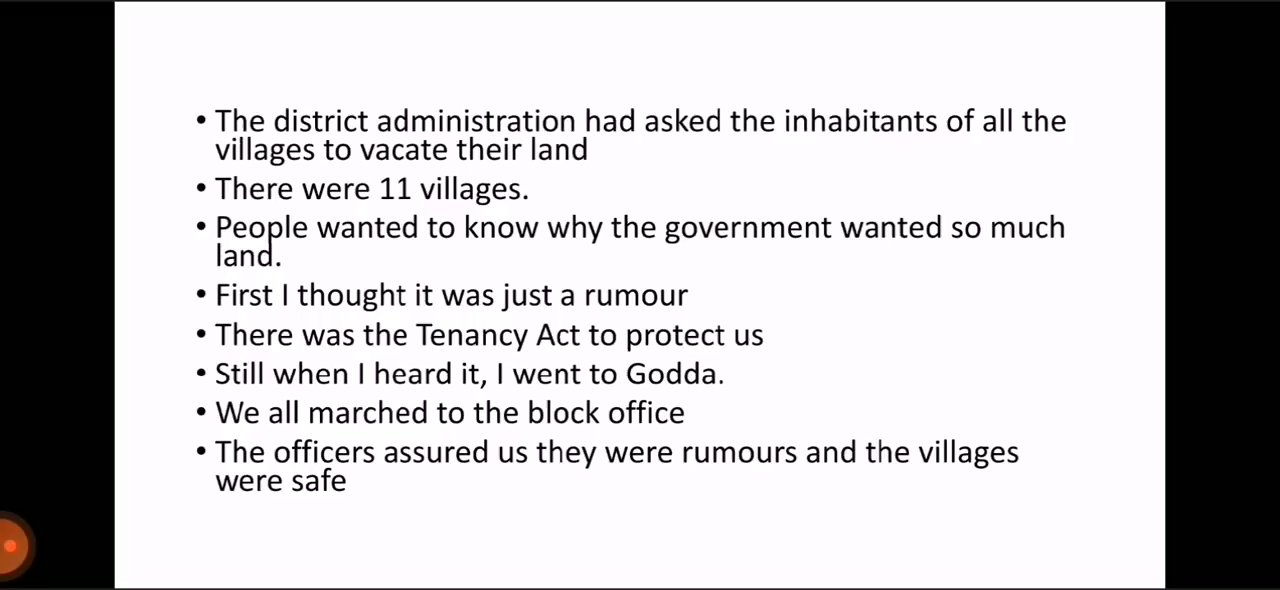 • The district administration had asked the inhabitants of all the
villages to vacate their land
• There were 11 villages.
• People wanted to know why the government wanted so much
land.
• First I thought it was just a rumour
• There was the Tenancy Act to protect us
• Still when I heard it, I went to Godda.
• We all marched to the block office
• The officers assured us they were rumours and the villages
were safe